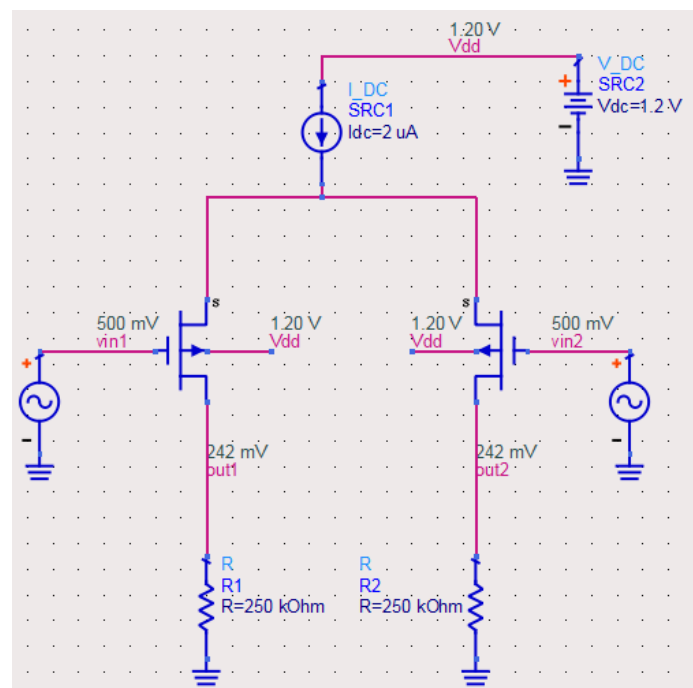 1.20 V
Vdd
V_DC
SRC2
Vdc=1.2 V
+
−
I_DC
SRC1
Idc=2 uA
s
s
500 mV
vin1
1.20 V
Vdd
1.20 V
Vdd
500 mV
vin2
+
−
+
−
242 mV
out1
242 mV
out2
R
R1
R=250 kOhm
R
R2
R=250 kOhm